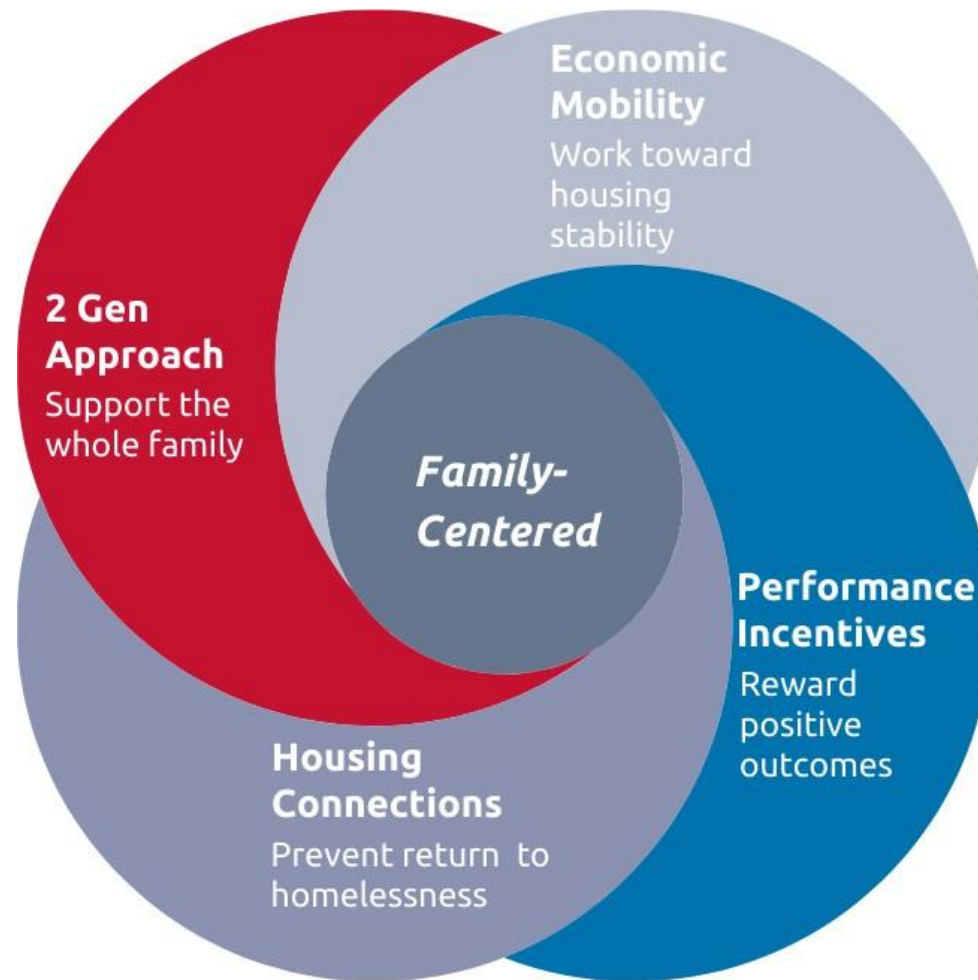 Economic
Mobility
Work toward
housing
stability
2 Gen
Approach
Support the
whole family
Family-
Centered
Performance
Incentives
Reward
positive
outcomes
Housing
Connections
Prevent return  to
homelessness